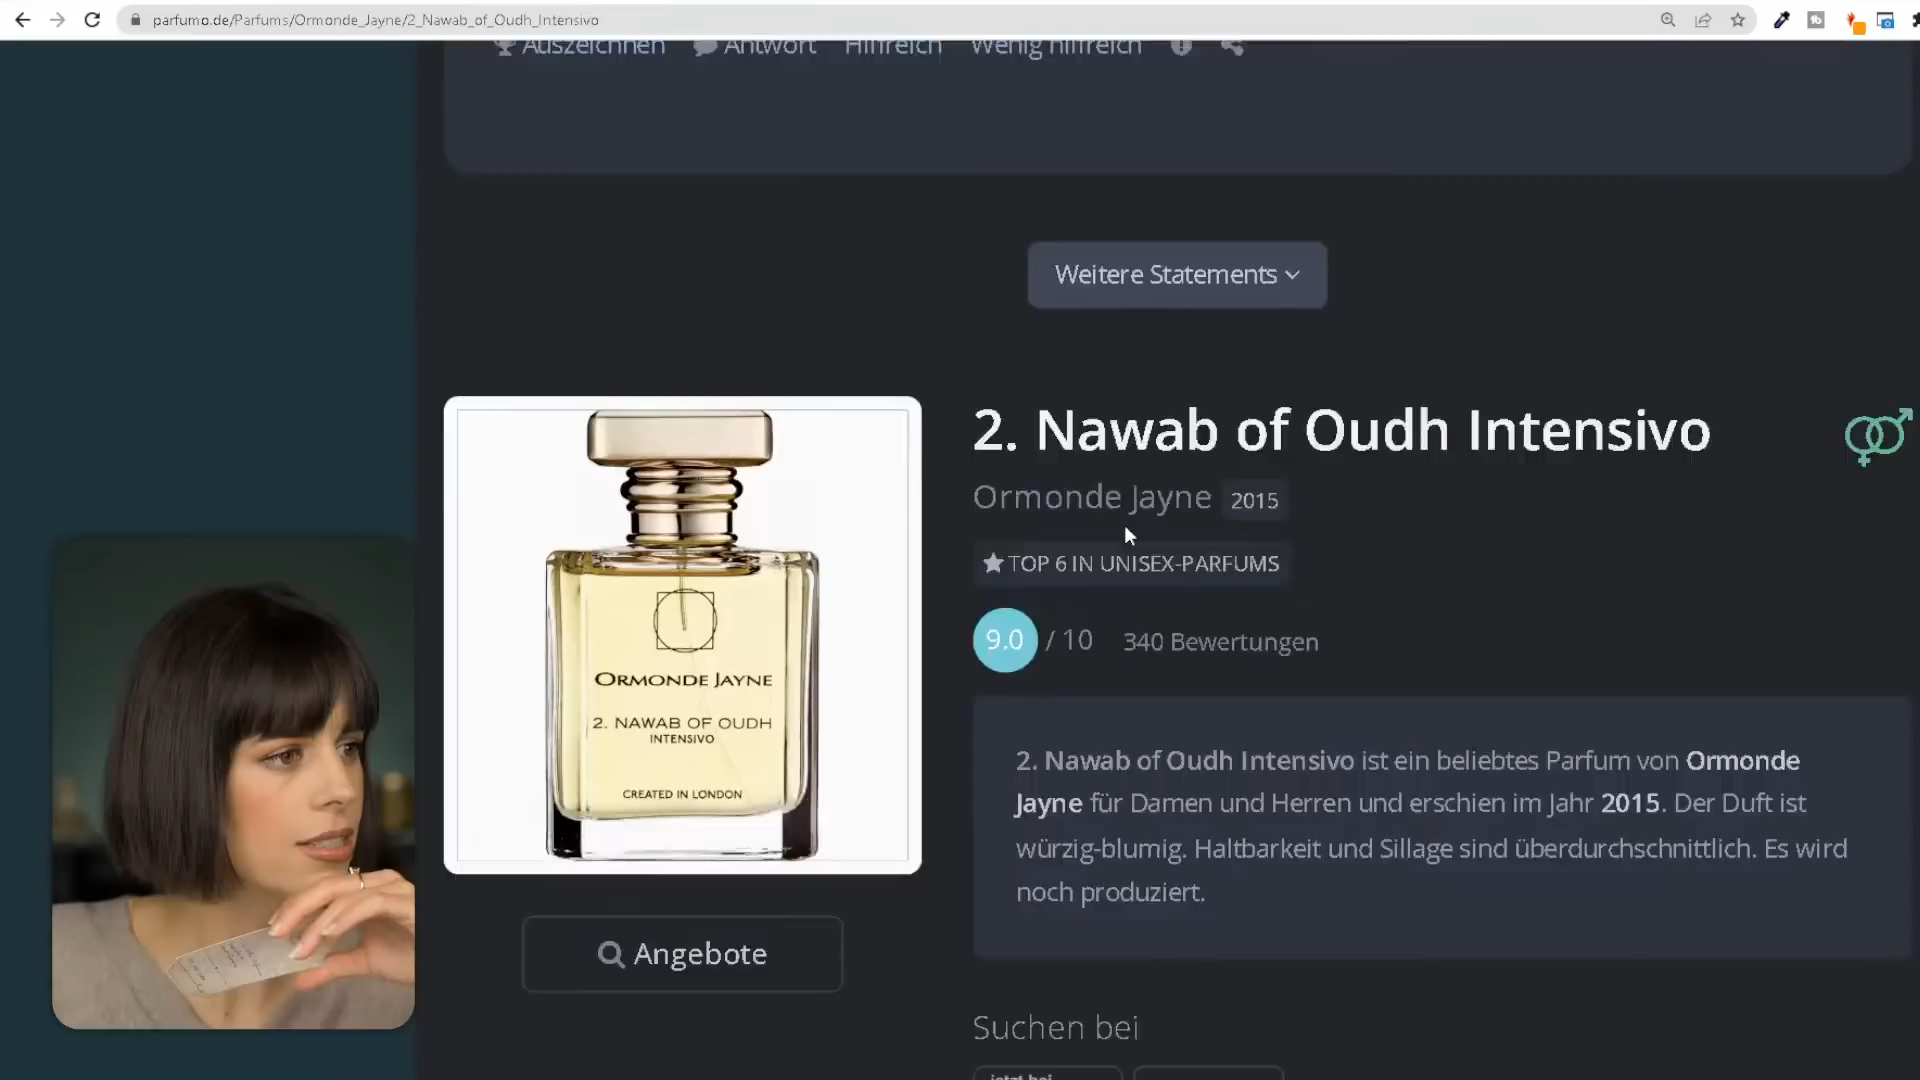 parfumo.de/Parfums/Ormonde_Jayne/2_Nawab_of_Oudh_Intensivo
Auszeichnen Antwort Hilfreich Wenig hilfreich
Weitere Statements
2. Nawab of Oudh Intensivo
Ormonde Jayne 2015
TOP 6 IN UNISEX-PARFUMS
9.0 / 10 340 Bewertungen
ORMONDE JAYNE
2. NAWAB OF OUDH
INTENSIVO
CREATED IN LONDON
2. Nawab of Oudh Intensivo ist ein beliebtes Parfum von Ormonde
Jayne für Damen und Herren und erschien im Jahr 2015. Der Duft ist
würzig-blumig. Haltbarkeit und Sillage sind überdurchschnittlich. Es wird
noch produziert.
Angebote
Suchen bei
jetzt bei